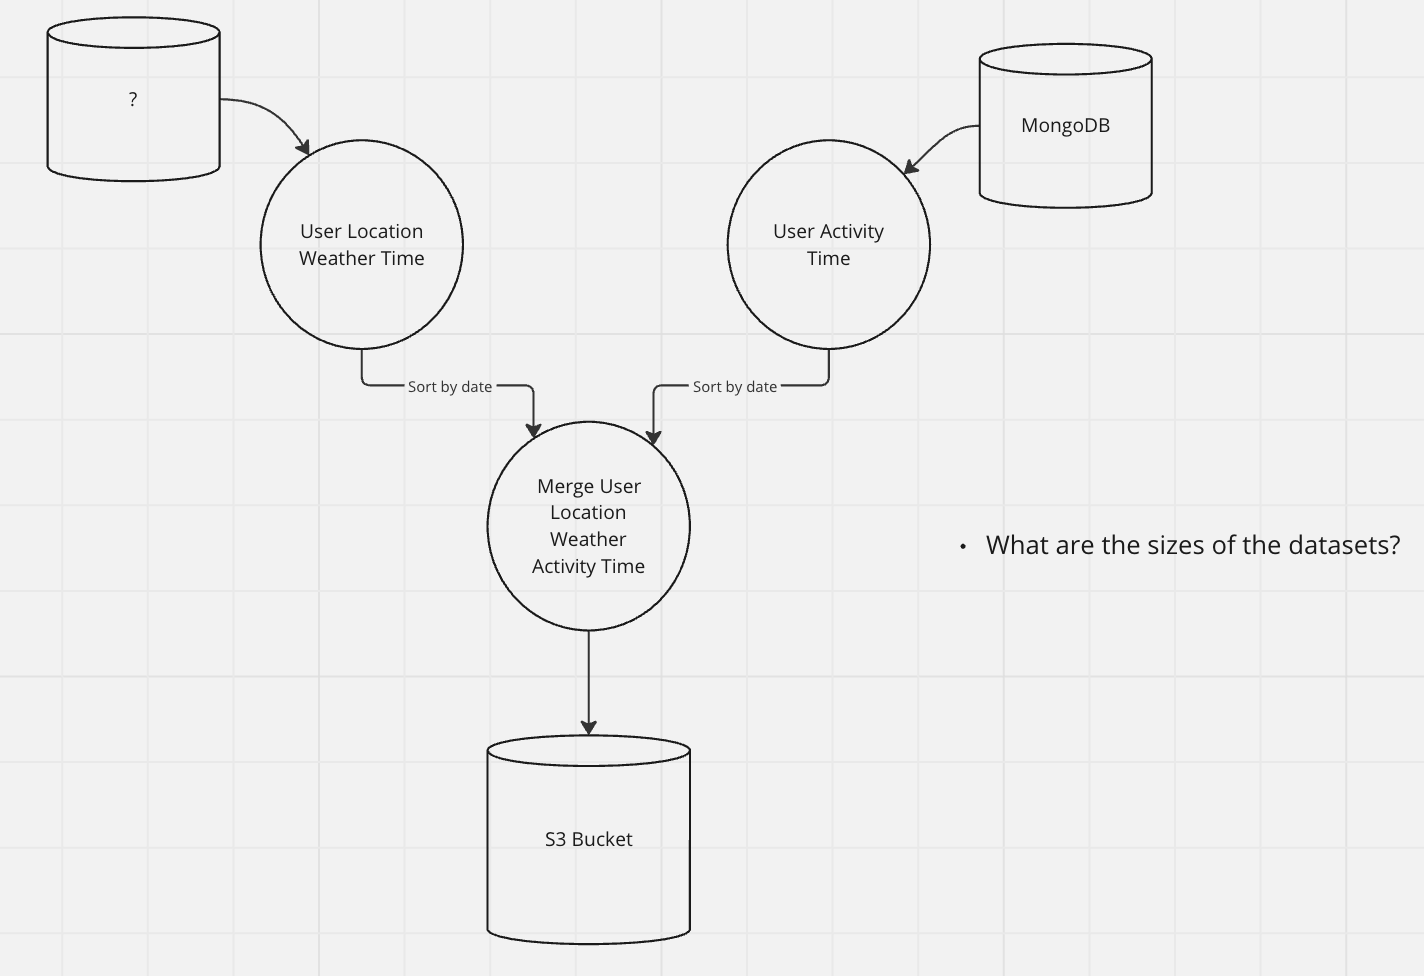 ?
MongoDB
User Location
Weather Time
User Activity
Time
Sort by date
Sort by date
Merge User
Location
Weather
Activity Time
• What are the sizes of the datasets?
S3 Bucket